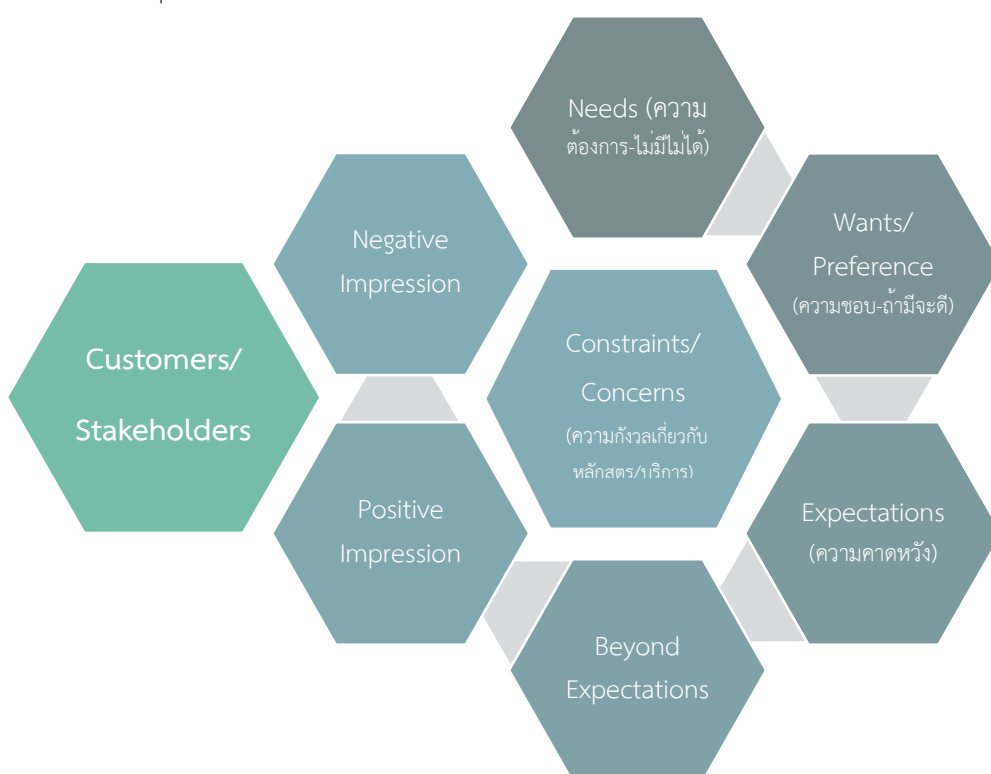 Needs (ความ
ต้องการ-ไม่มีไม่ได้)
Wants/
Preference
(ความชอบ-ถ้ามีจะดี)
Negative
Impression
Customers/
Stakeholders
Constraints/
Concerns
(ความกังวลเกี่ยวกับ
หลักสตร/บริการ)
Positive
Impression
Expectations
(ความคาดหวัง)
Beyond
Expectations